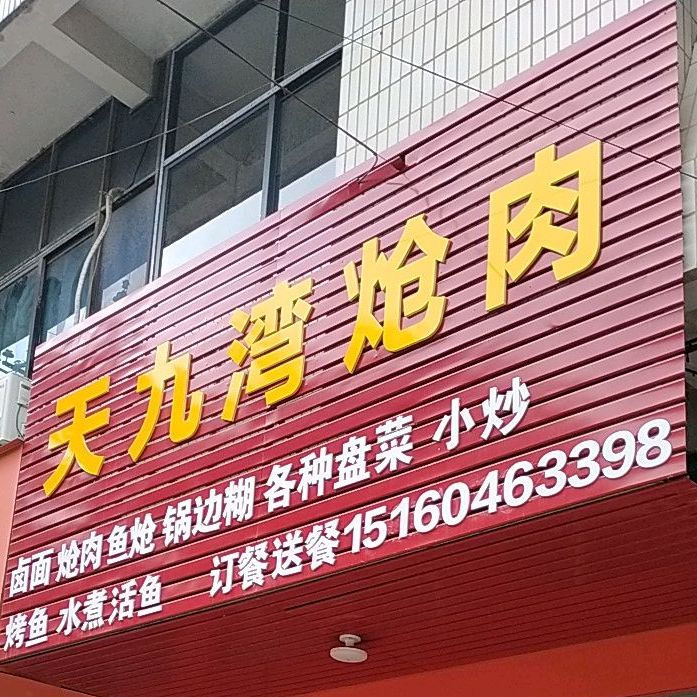 天九湾炝肉
卤面 炝肉 鱼炝 锅边糊 各种盘菜 小炒
烤鱼 水煮活鱼 订餐送餐15160463398